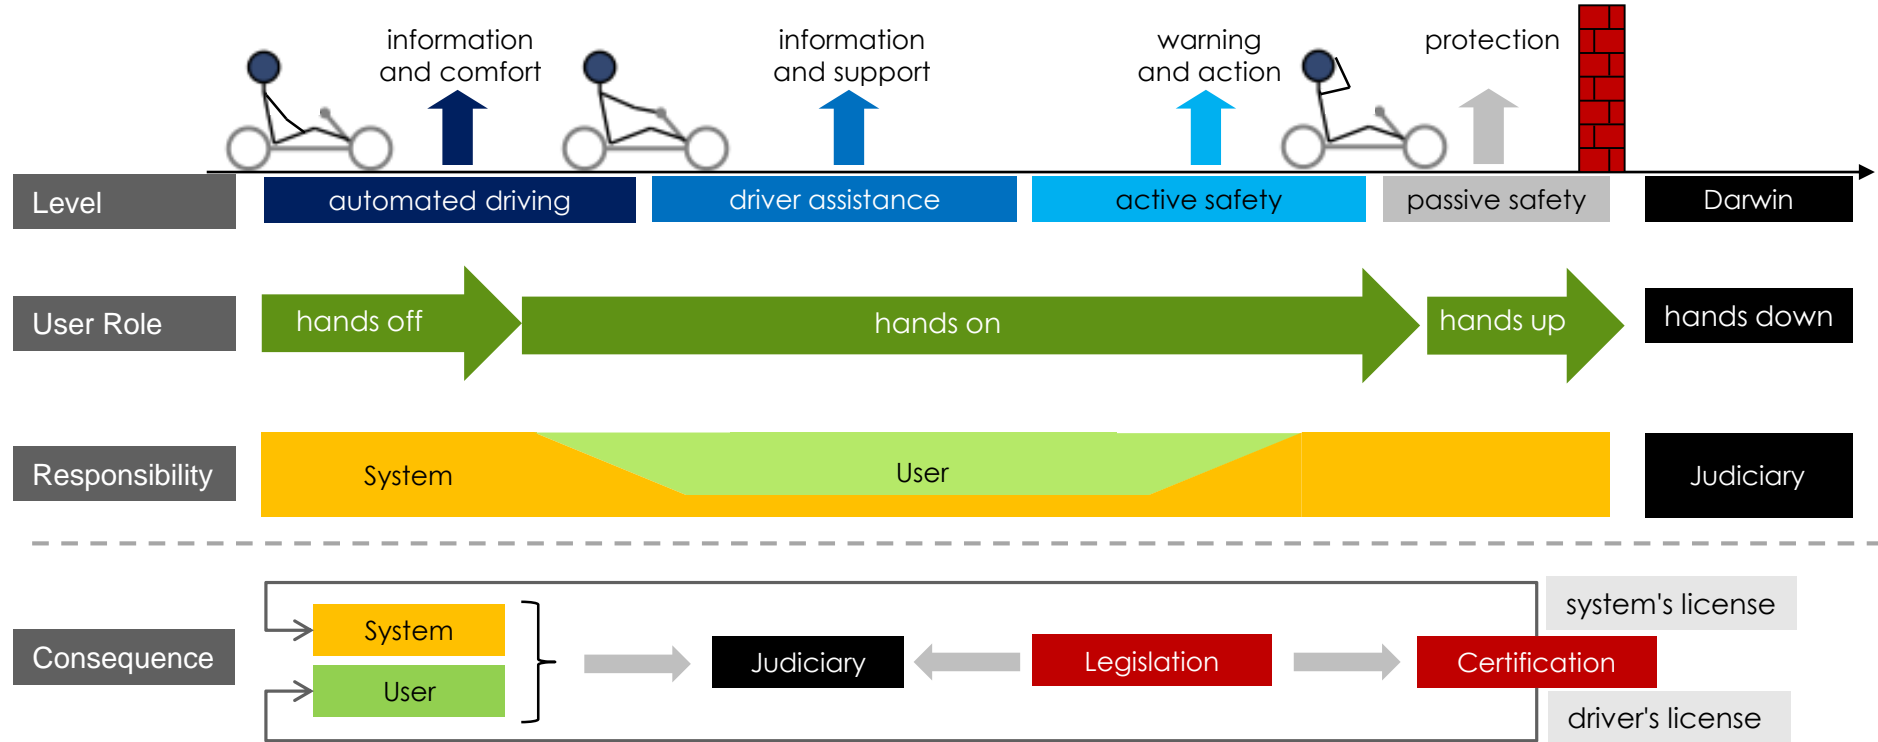 information
and comfort
information
and support
warning
and action
protection
Level
automated driving
driver assistance
active safety
passive safety
Darwin
User Role
hands off
hands on
hands up
hands down
Responsibility
System
User
Judiciary
Consequence
System
User
Judiciary
Legislation
Certification
system's license
driver's license